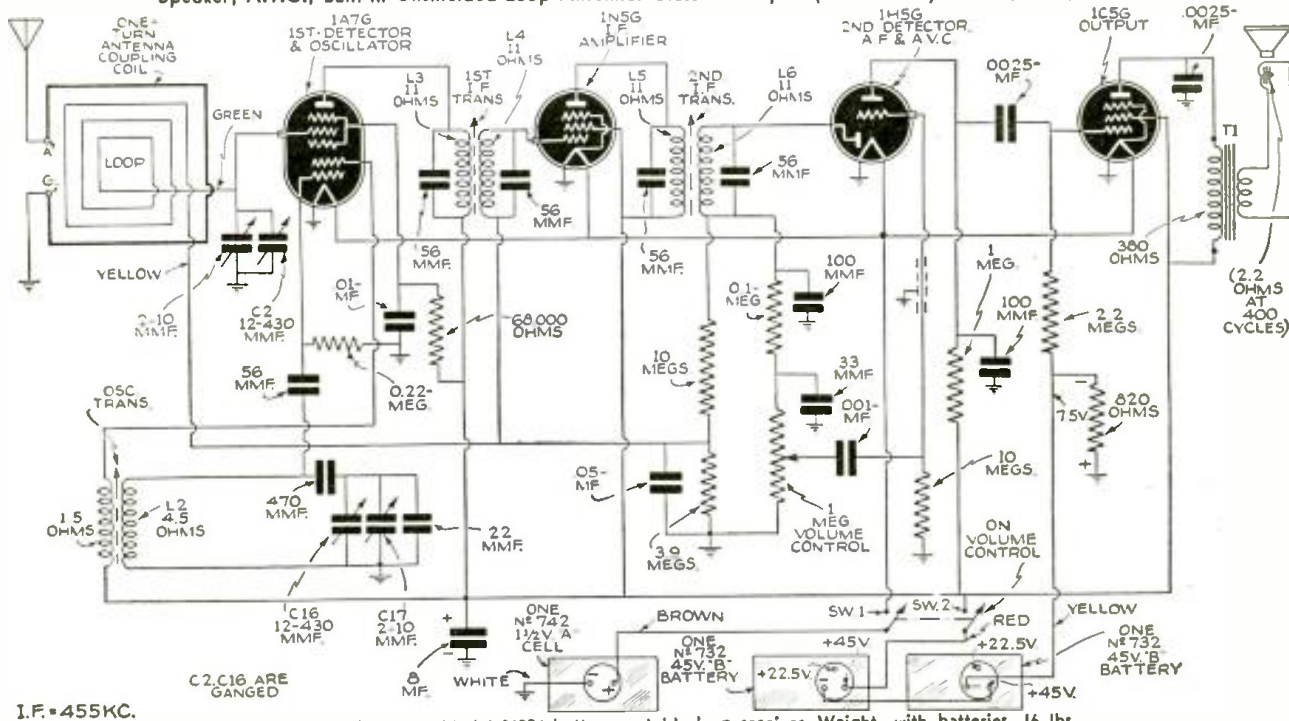 ONE-
TURN
ANTENNA
COUPLING
COIL
1A7G
1ST-DETECTOR
& OSCILLATOR
L3
11
OHMS
1ST
I F
TRANS.
L4
11
OHMS
1N5G
I.F.
AMPLIFIER
L5
11
OHMS
2ND
I.F
TRANS.
L6
11
OHMS
1H5G
2ND DETECTOR
A F & A.V.C.
.0025-
MF.
1C5G
OUTPUT
.0025-
MF.
GREEN
LOOP
A
G
T1
56
MMF.
56
MMF.
56
MMF.
56
MMF
380
OHMS
(2.2
OHMS
AT
400
CYCLES)
YELLOW
2-10
MMF.
C2
12-430
MMF.
.01-
MF.
68,000
OHMS
0.22-
MEG.
56
MMF.
0.1-
MEG
100
MMF
10
MEGS
33
MMF
.001-
MF
1
MEG.
100
MMF
2.2
MEGS
-
7.5V
820
OHMS
+
OSC
TRANS.
1.5
OHMS
L2
4.5
OHMS
470
MMF.
22
MMF.
.05-
MF
3.9
MEGS
1
MEG
VOLUME
CONTROL
10
MEGS
ON
VOLUME
CONTROL
C16
12-430
MMF.
C17
2-10
MMF.
+
-
8
MF
C2,C16 ARE
GANGED
ONE
Nº 742
1½V A
CELL
WHITE
BROWN
- +
SW.1
SW.2
RED
YELLOW
ONE
Nº 732
45V."B"-
BATTERY
+45V
+22.5V
+22.5V.
+45V.
ONE
Nº 732
45V."B"
BATTERY
I.F.=455KC.
Weight, with batteries, 16 lbs.